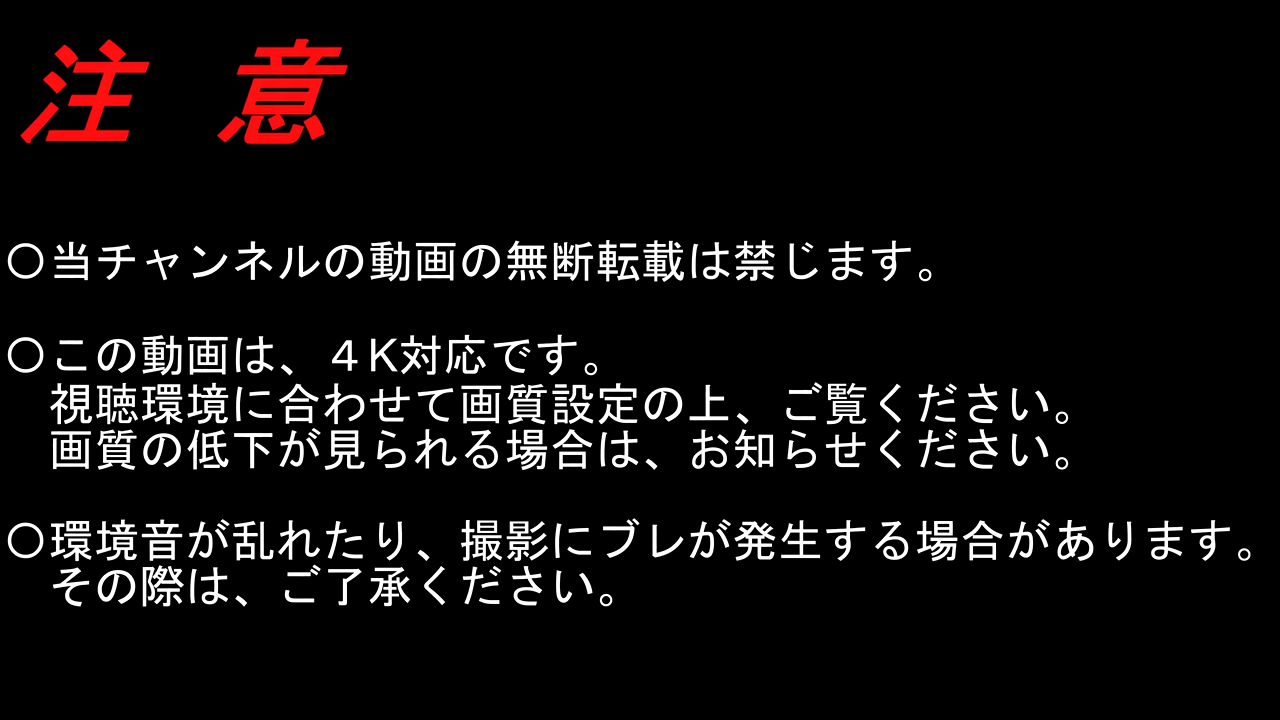 注　意
○当チャンネルの動画の無断転載は禁じます。
○この動画は、４K対応です。
視聴環境に合わせて画質設定の上、ご覧ください。
画質の低下が見られる場合は、お知らせください。
○環境音が乱れたり、撮影にブレが発生する場合があります。
その際は、ご了承ください。